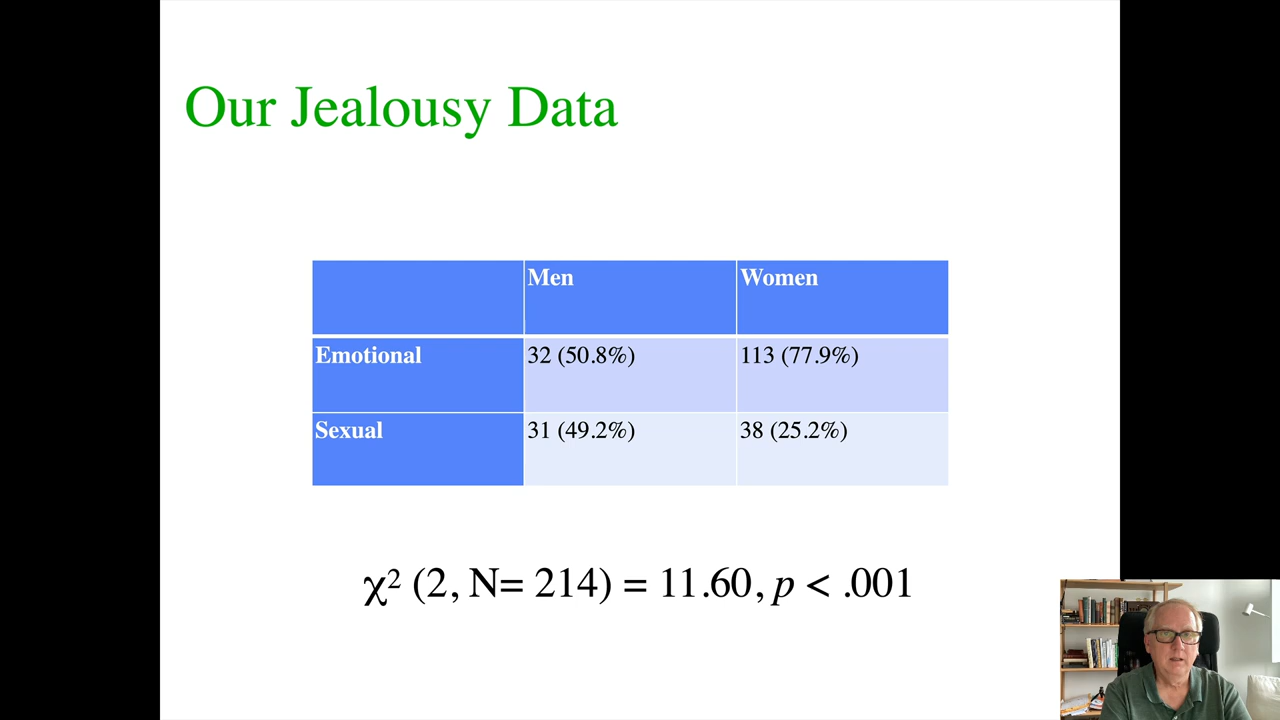 Our Jealousy Data
Men Women
Emotional 32 (50.8%) 113 (77.9%)
Sexual 31 (49.2%) 38 (25.2%)
χ² (2, N= 214) = 11.60, p < .001